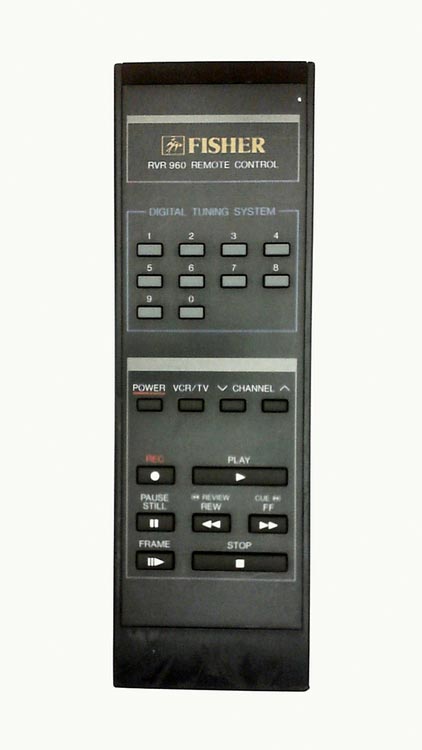 FISHER
RVR 960 REMOTE CONTROL
DIGITAL TUNING SYSTEM
1 2 3 4
5 6 7 8
9 0
POWER VCR/TV CHANNEL
REC PLAY
PAUSE STILL
REVIEW REW
CUE FF
FRAME STOP